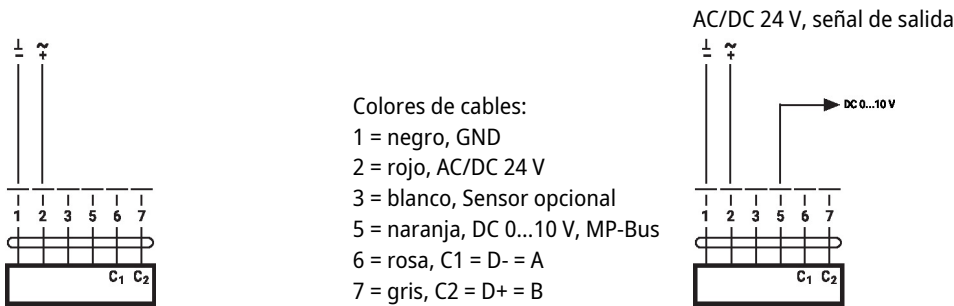 AC/DC 24 V, señal de salida
⊥ ~
– +
1 2 3 5 6 7
C₁ C₂
Colores de cables:
1 = negro, GND
2 = rojo, AC/DC 24 V
3 = blanco, Sensor opcional
5 = naranja, DC 0...10 V, MP-Bus
6 = rosa, C1 = D- = A
7 = gris, C2 = D+ = B
⊥ ~
– +
DC 0...10 V
1 2 3 5 6 7
C₁ C₂